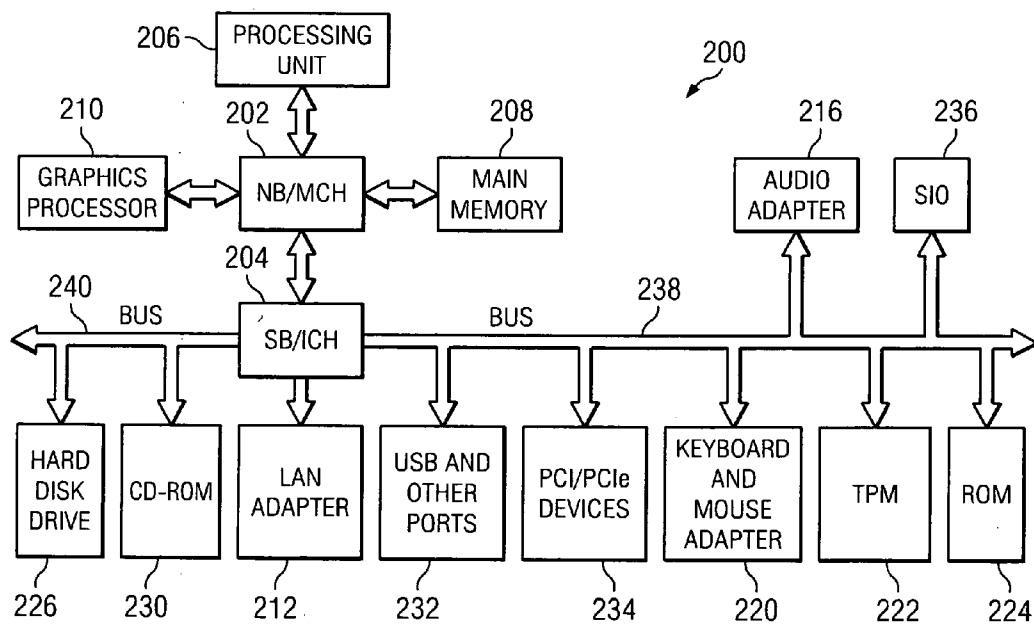 PROCESSING
UNIT
206
200
210
202
208
216
236
GRAPHICS
PROCESSOR
NB/MCH
MAIN
MEMORY
AUDIO
ADAPTER
SIO
204
240
BUS
SB/ICH
BUS
238
HARD
DISK
DRIVE
CD-ROM
LAN
ADAPTER
USB AND
OTHER
PORTS
PCI/PCIe
DEVICES
KEYBOARD
AND
MOUSE
ADAPTER
TPM
ROM
226
230
212
232
234
220
222
224